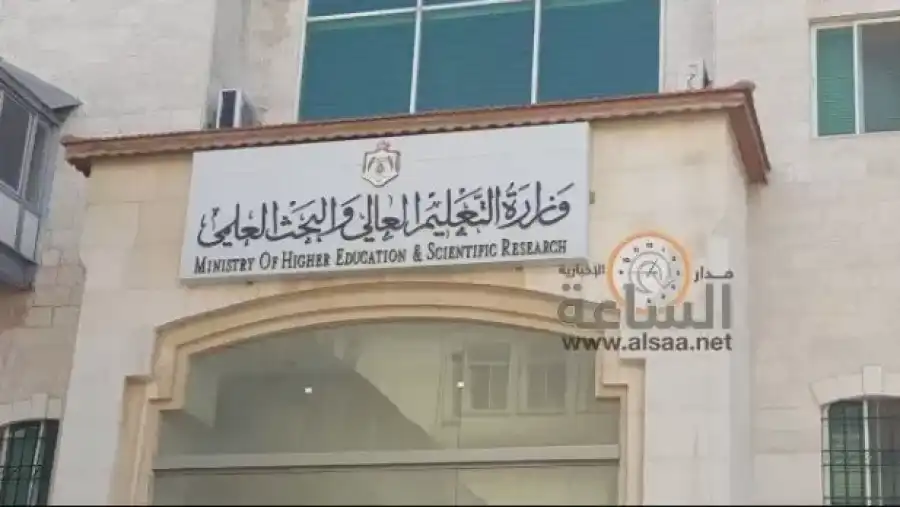 وزارة التعليم العالي والبحث العلمي
MINISTRY OF HIGHER EDUCATION & SCIENTIFIC RESEARCH
مدار الإخبارية
الساعة
www.alsaa.net